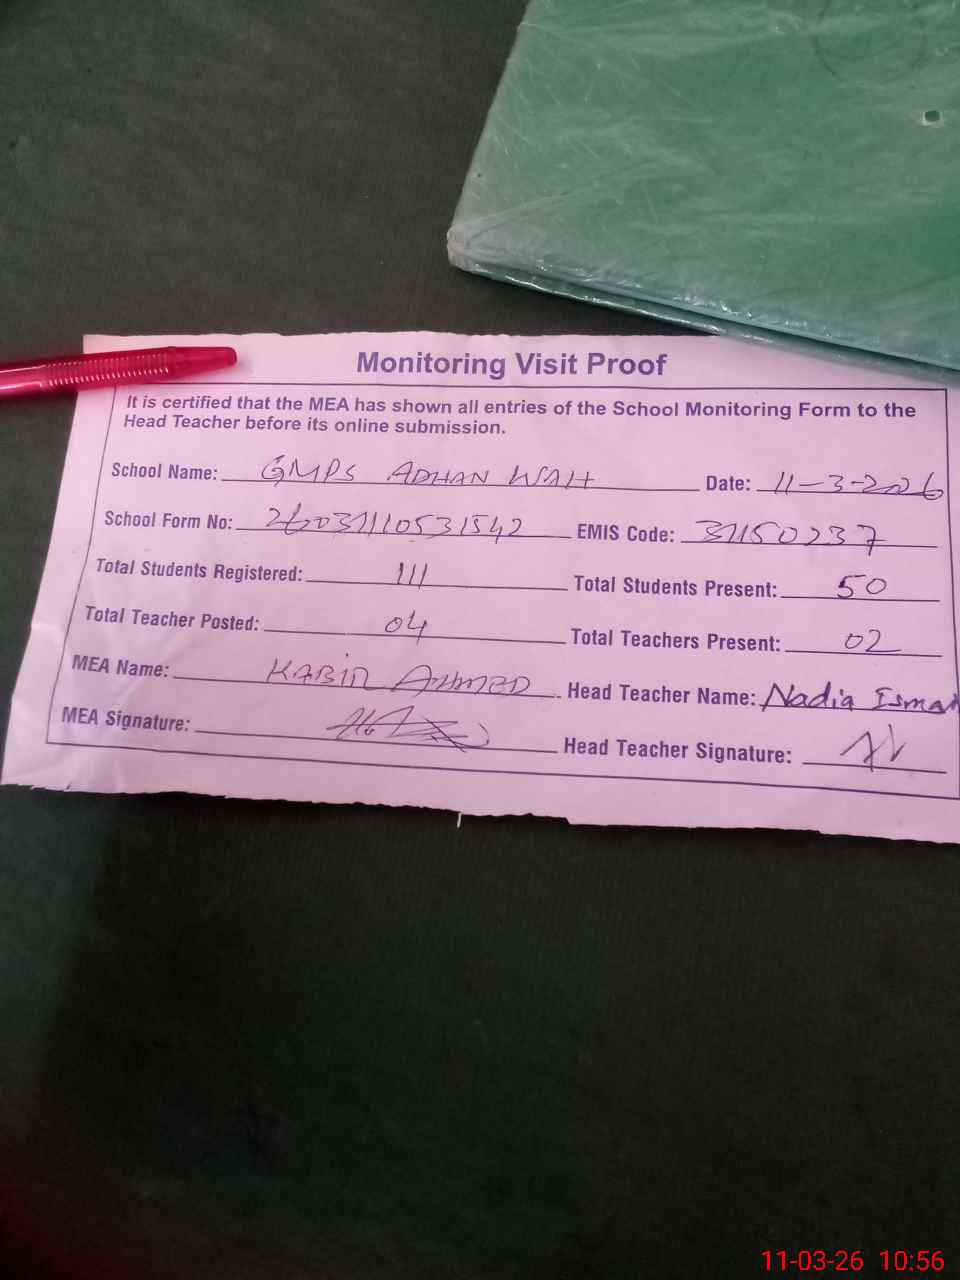 Monitoring Visit Proof
It is certified that the MEA has shown all entries of the School Monitoring Form to the
Head Teacher before its online submission.
School Name: GMPS ADHAN WALI Date: 11-3-2026
School Form No: 26031110531542 EMIS Code: 31150237
Total Students Registered: 111 Total Students Present: 50
Total Teacher Posted: 04 Total Teachers Present: 02
MEA Name: KABIR AHMED Head Teacher Name: Nadia Ismai
MEA Signature: Head Teacher Signature:
11-03-26 10:56